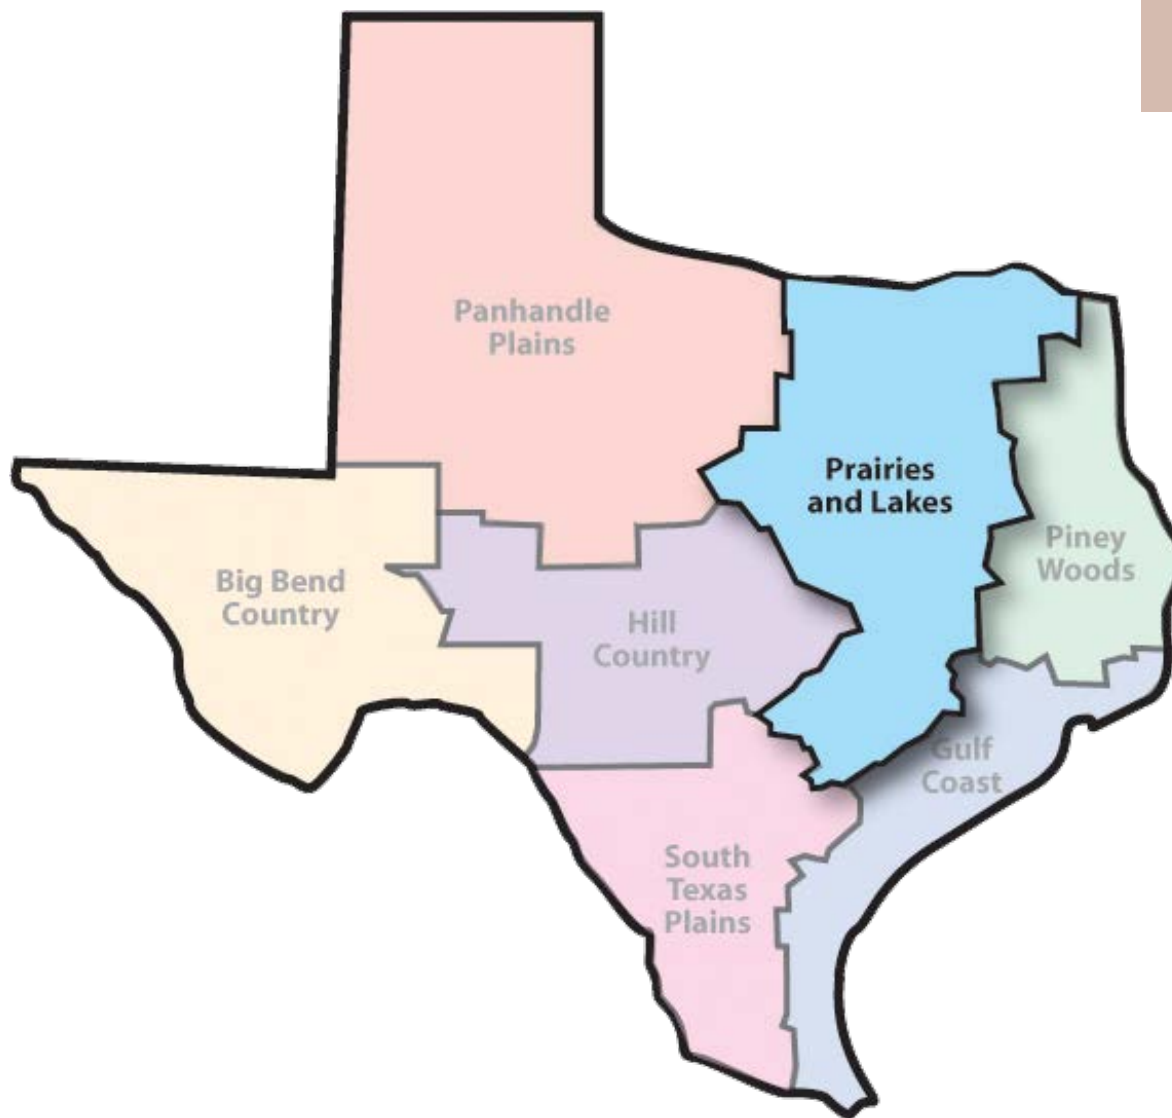 Panhandle
Plains
Prairies
and Lakes
Piney
Woods
Big Bend
Country
Hill
Country
Gulf
Coast
South
Texas
Plains